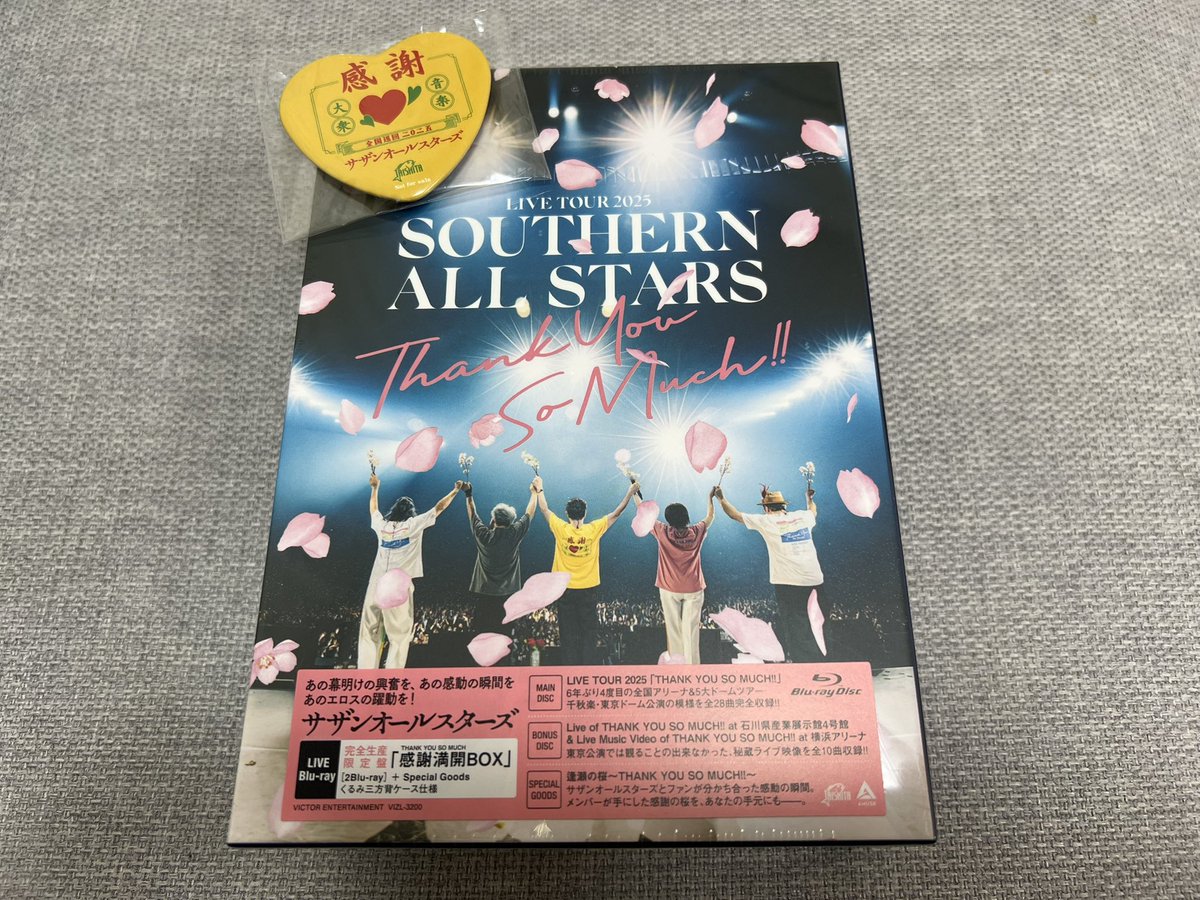 感謝
大衆
音楽
全国巡回 二〇二五
サザンオールスターズ
TAISHITA
Not for sale
LIVE TOUR 2025
SOUTHERN
ALL STARS
Thank You
So Much!!
感謝
あの幕明けの興奮を、あの感動の瞬間を
あのエロスの躍動を!
サザンオールスターズ
LIVE
Blu-ray
完全生産
限定盤
THANK YOU SO MUCH
「感謝満開BOX」
[2Blu-ray] + Special Goods
くるみ三方背ケース仕様
VICTOR ENTERTAINMENT VIZL-3200
MAIN
DISC
LIVE TOUR 2025「THANK YOU SO MUCH!!」
6年ぶり4度目の全国アリーナ&5大ドームツアー
千秋楽・東京ドーム公演の模様を全28曲完全収録!!
Blu-ray Disc
BONUS
DISC
Live of THANK YOU SO MUCH!! at 石川県産業展示館4号館
& Live Music Video of THANK YOU SO MUCH!! at 横浜アリーナ
東京公演では観ることの出来なかった、秘蔵ライブ映像を全10曲収録!!
SPECIAL
GOODS
逢瀬の桜〜THANK YOU SO MUCH!!〜
サザンオールスターズとファンが分かち合った感動の瞬間。
メンバーが手にした感謝の桜を、あなたの手元にも――。
TAISHITA
AMUSE